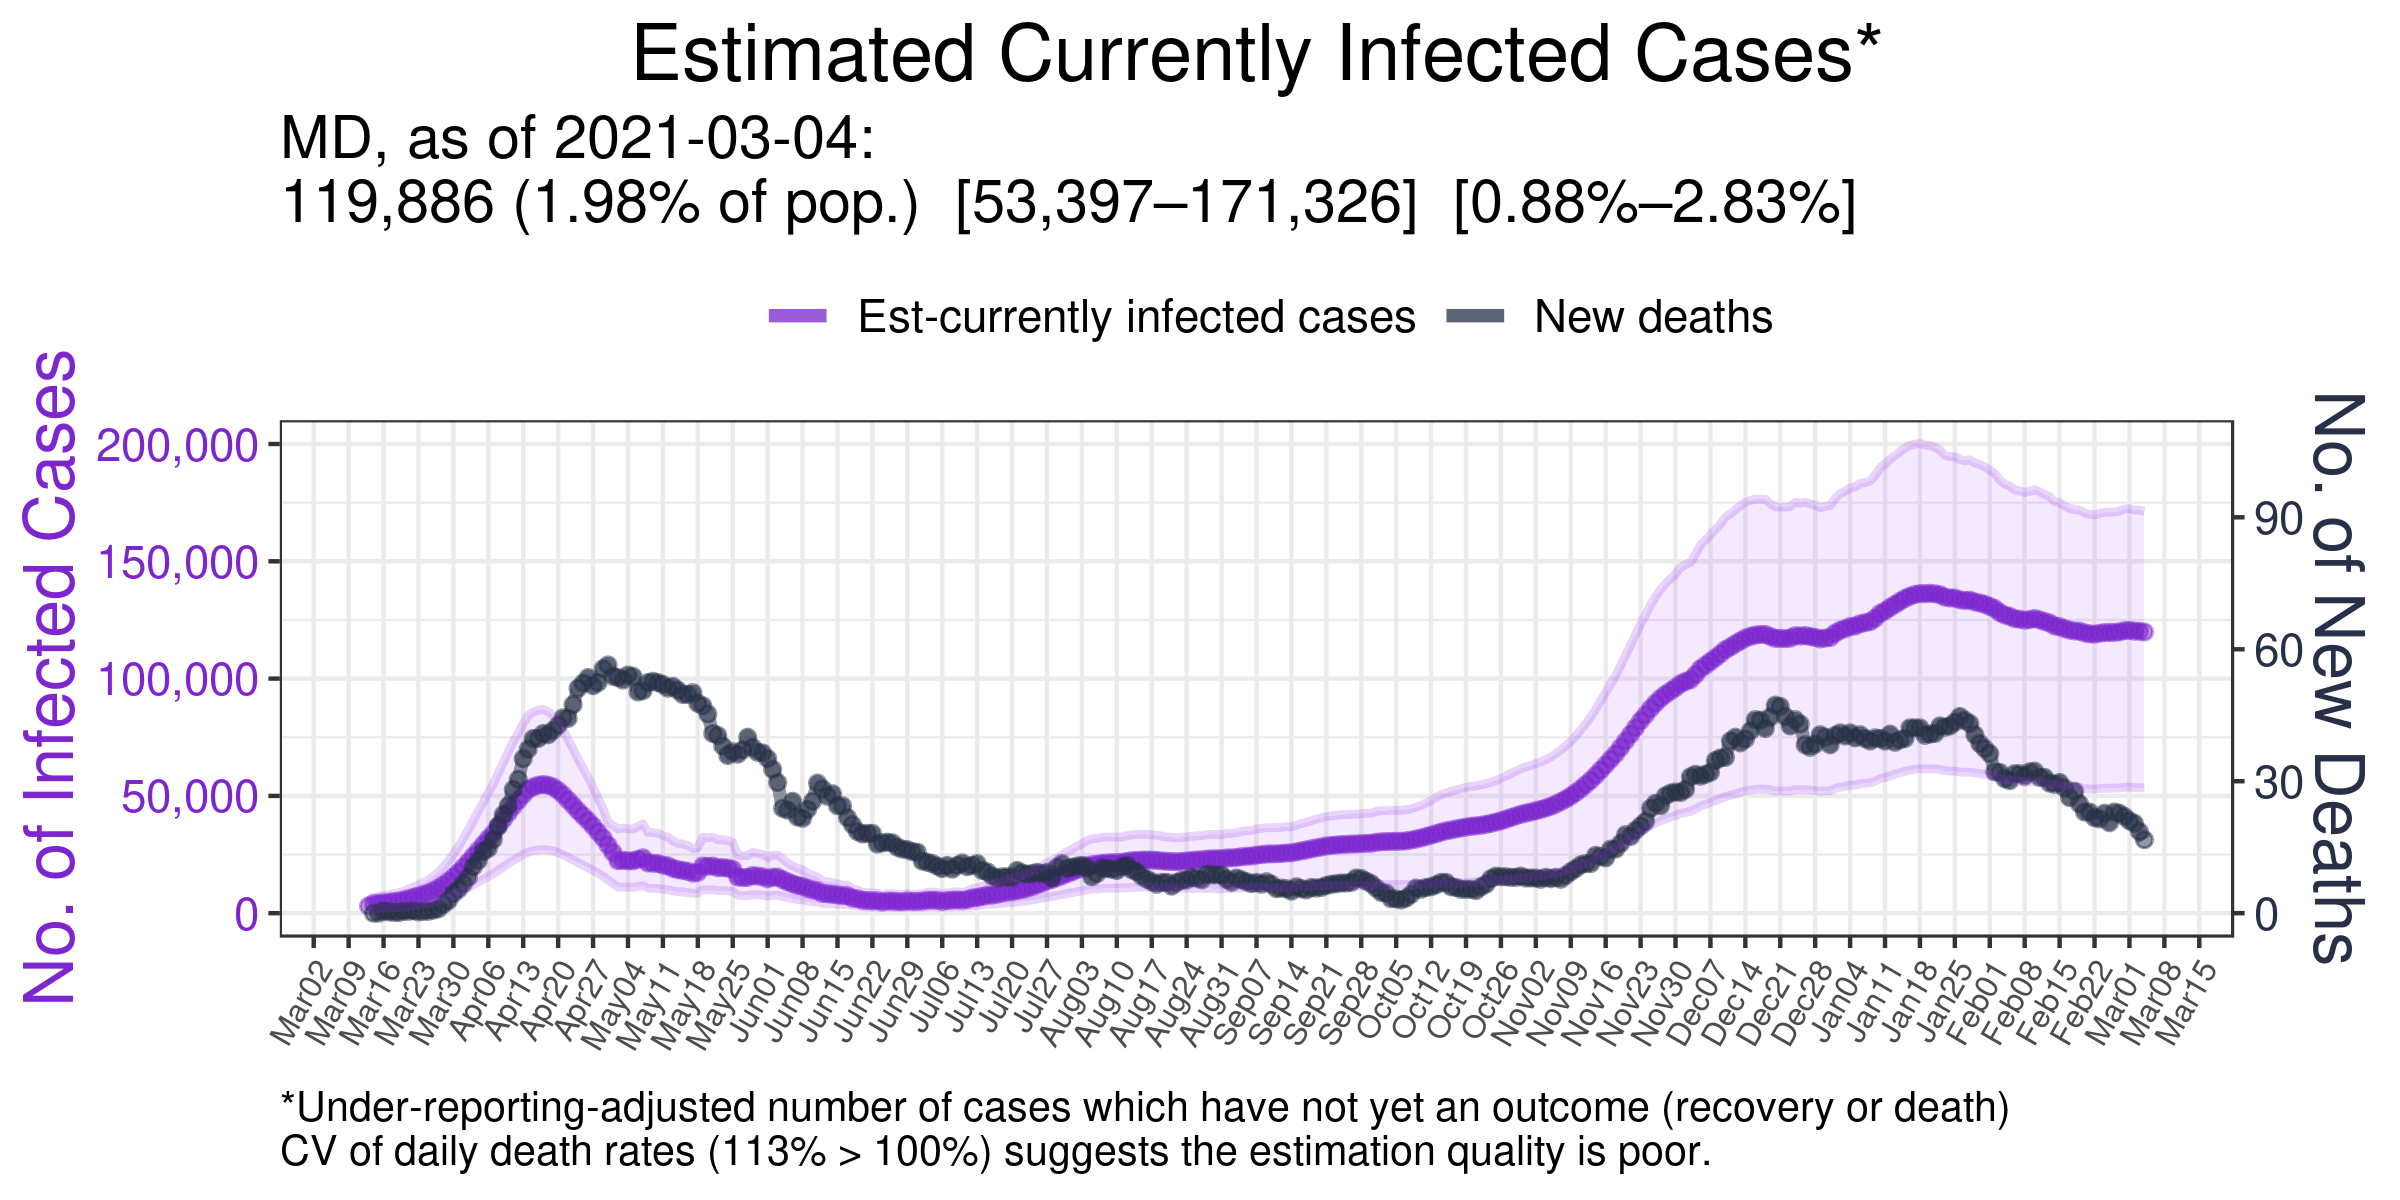 Estimated Currently Infected Cases*
MD, as of 2021-03-04:
119,886 (1.98% of pop.) [53,397–171,326] [0.88%–2.83%]
Est-currently infected cases New deaths
No. of Infected Cases
200,000
150,000
100,000
50,000
0
90
60
30
0
No. of New Deaths
Mar02 Mar09 Mar16 Mar23 Mar30 Apr06 Apr13 Apr20 Apr27 May04 May11 May18 May25 Jun01 Jun08 Jun15 Jun22 Jun29 Jul06 Jul13 Jul20 Jul27 Aug03 Aug10 Aug17 Aug24 Aug31 Sep07 Sep14 Sep21 Sep28 Oct05 Oct12 Oct19 Oct26 Nov02 Nov09 Nov16 Nov23 Nov30 Dec07 Dec14 Dec21 Dec28 Jan04 Jan11 Jan18 Jan25 Feb01 Feb08 Feb15 Feb22 Mar01 Mar08 Mar15
*Under-reporting-adjusted number of cases which have not yet an outcome (recovery or death)
CV of daily death rates (113% > 100%) suggests the estimation quality is poor.